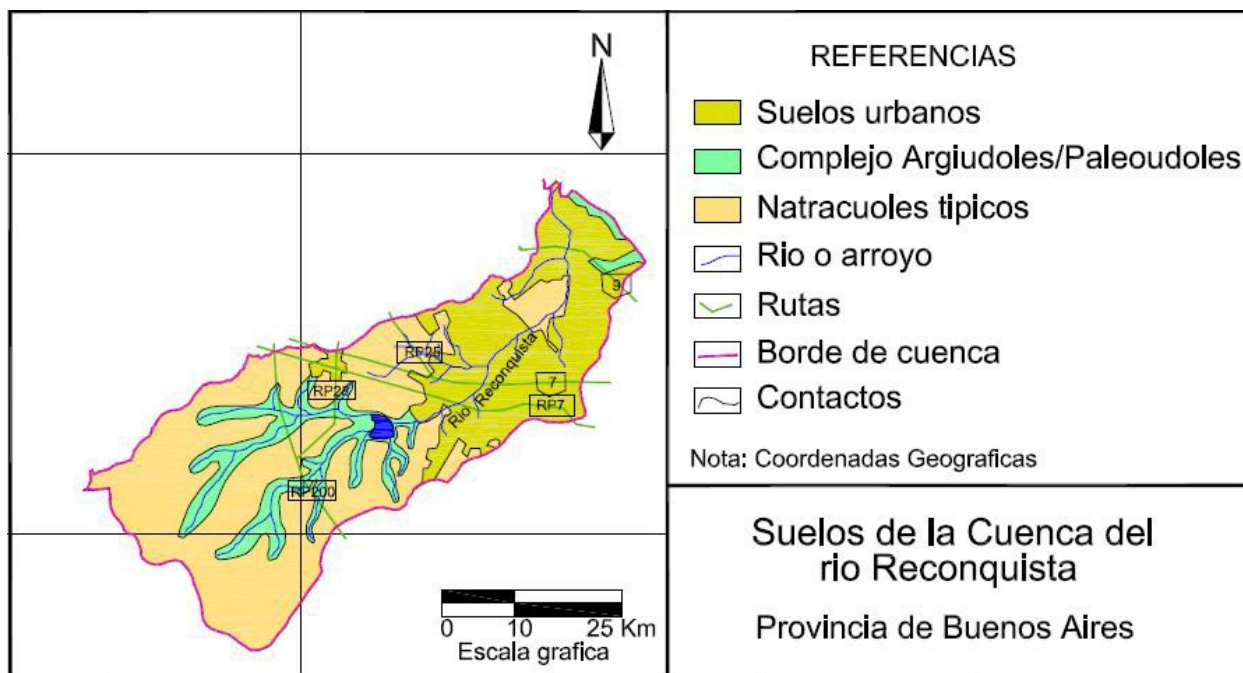 N
9
RP25
Rio Reconquista
7
RP28
RP7
RP200
0 10 25 Km
Escala grafica
REFERENCIAS
Suelos urbanos
Complejo Argiudoles/Paleoudoles
Natracuoles tipicos
Rio o arroyo
Rutas
Borde de cuenca
Contactos
Nota: Coordenadas Geograficas
Suelos de la Cuenca del
rio Reconquista
Provincia de Buenos Aires